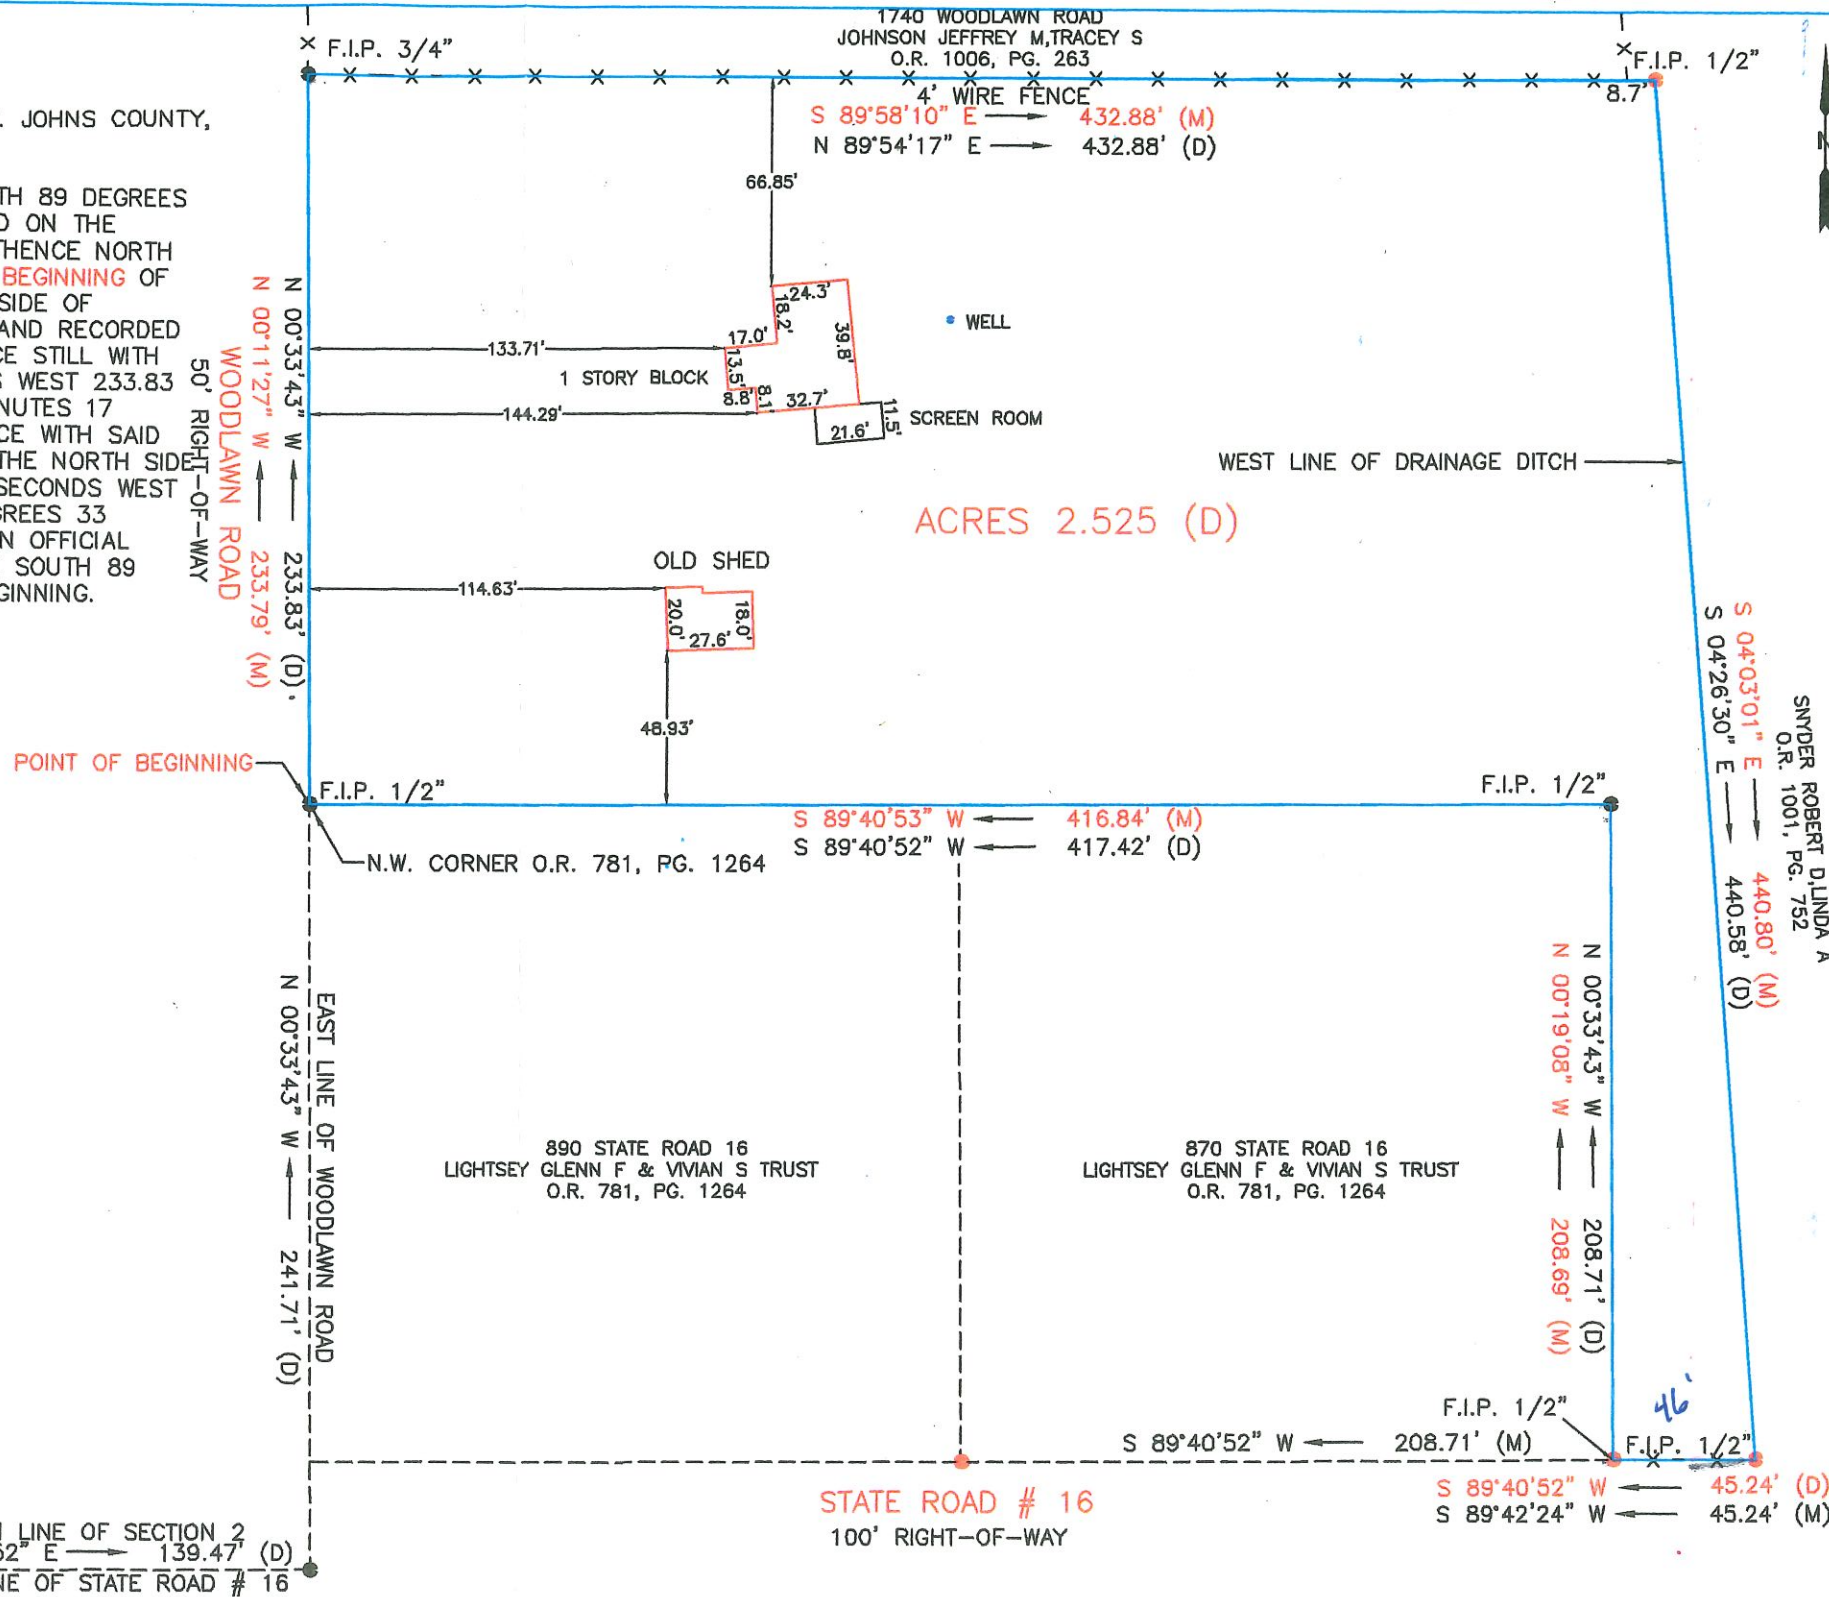 1740 WOODLAWN ROAD
JOHNSON JEFFREY M,TRACEY S
O.R. 1006, PG. 263
F.I.P. 3/4"
F.I.P. 1/2"
8.7'
4' WIRE FENCE
S 89°58'10" E 432.88' (M)
N 89°54'17" E 432.88' (D)
. JOHNS COUNTY,
TH 89 DEGREES
D ON THE
THENCE NORTH
BEGINNING OF
SIDE OF
AND RECORDED
CE STILL WITH
S WEST 233.83
NUTES 17
CE WITH SAID
THE NORTH SIDE
SECONDS WEST
GREES 33
N OFFICIAL
SOUTH 89
GINNING.
50' RIGHT-OF-WAY
WOODLAWN ROAD
N 00°11'27" W 233.79' (M)
N 00°33'43" W 233.83' (D)
66.85'
24.3'
18.2'
39.8'
17.0'
133.71'
13.5'
1 STORY BLOCK
8.8'
8.1'
32.7'
144.29'
11.5'
21.6'
SCREEN ROOM
WELL
WEST LINE OF DRAINAGE DITCH
ACRES 2.525 (D)
OLD SHED
114.63'
20.0'
18.0'
27.6'
48.93'
S 04°03'01" E 440.80' (M)
S 04°26'30" E 440.58' (D)
SNYDER ROBERT D,LINDA A
O.R. 1001, PG. 752
POINT OF BEGINNING
F.I.P. 1/2"
F.I.P. 1/2"
S 89°40'53" W 416.84' (M)
S 89°40'52" W 417.42' (D)
N.W. CORNER O.R. 781, PG. 1264
EAST LINE OF WOODLAWN ROAD
N 00°33'43" W 241.71' (D)
890 STATE ROAD 16
LIGHTSEY GLENN F & VIVIAN S TRUST
O.R. 781, PG. 1264
870 STATE ROAD 16
LIGHTSEY GLENN F & VIVIAN S TRUST
O.R. 781, PG. 1264
N 00°33'43" W 208.71' (D)
N 00°19'08" W 208.69' (M)
46'
F.I.P. 1/2"
F.I.P. 1/2"
S 89°40'52" W 208.71' (M)
S 89°40'52" W 45.24' (D)
S 89°42'24" W 45.24' (M)
STATE ROAD # 16
100' RIGHT-OF-WAY
LINE OF SECTION 2
52" E 139.47' (D)
NE OF STATE ROAD # 16